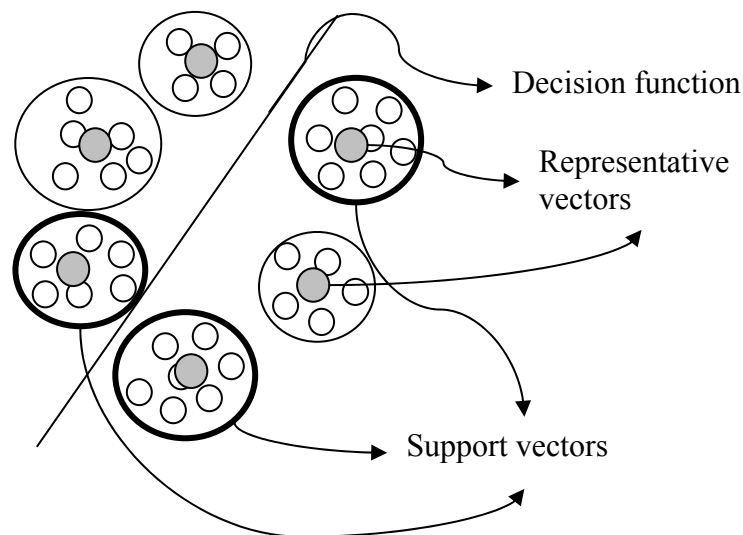 Decision function
Representative
vectors
Support vectors